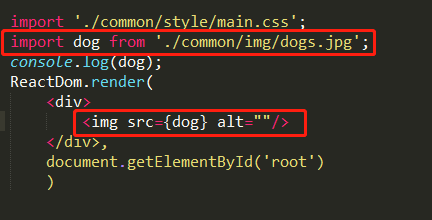 import './common/style/main.css';
import dog from './common/img/dogs.jpg';
console.log(dog);
ReactDom.render(
<div>
<img src={dog} alt=""/>
</div>,
document.getElementById('root')
)